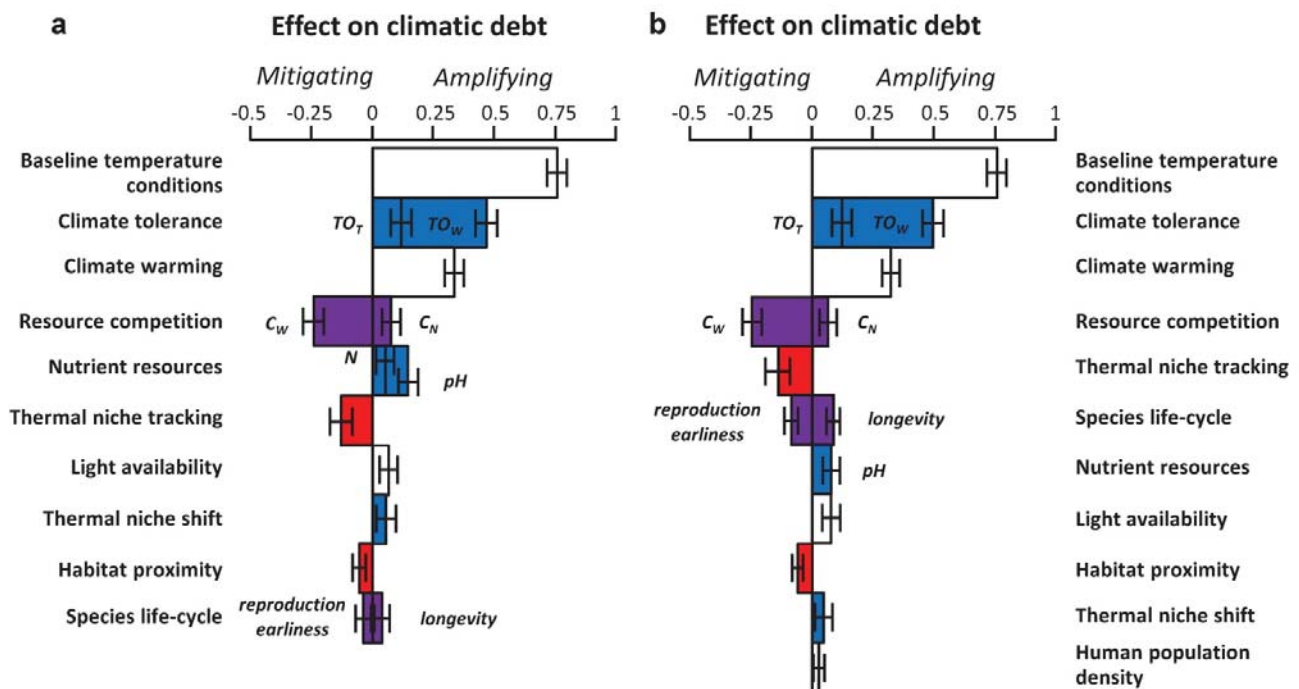 a
Effect on climatic debt
Mitigating Amplifying
-0.5 -0.25 0 0.25 0.5 0.75 1
Baseline temperature
conditions
Climate tolerance
TO_T
TO_W
Climate warming
Resource competition
C_W
C_N
Nutrient resources
N
pH
Thermal niche tracking
Light availability
Thermal niche shift
Habitat proximity
Species life-cycle
reproduction
earliness
longevity
b
Effect on climatic debt
Mitigating Amplifying
-0.5 -0.25 0 0.25 0.5 0.75 1
Baseline temperature
conditions
TO_T
TO_W
Climate tolerance
Climate warming
C_W
C_N
Resource competition
Thermal niche tracking
reproduction
earliness
longevity
Species life-cycle
pH
Nutrient resources
Light availability
Habitat proximity
Thermal niche shift
Human population
density